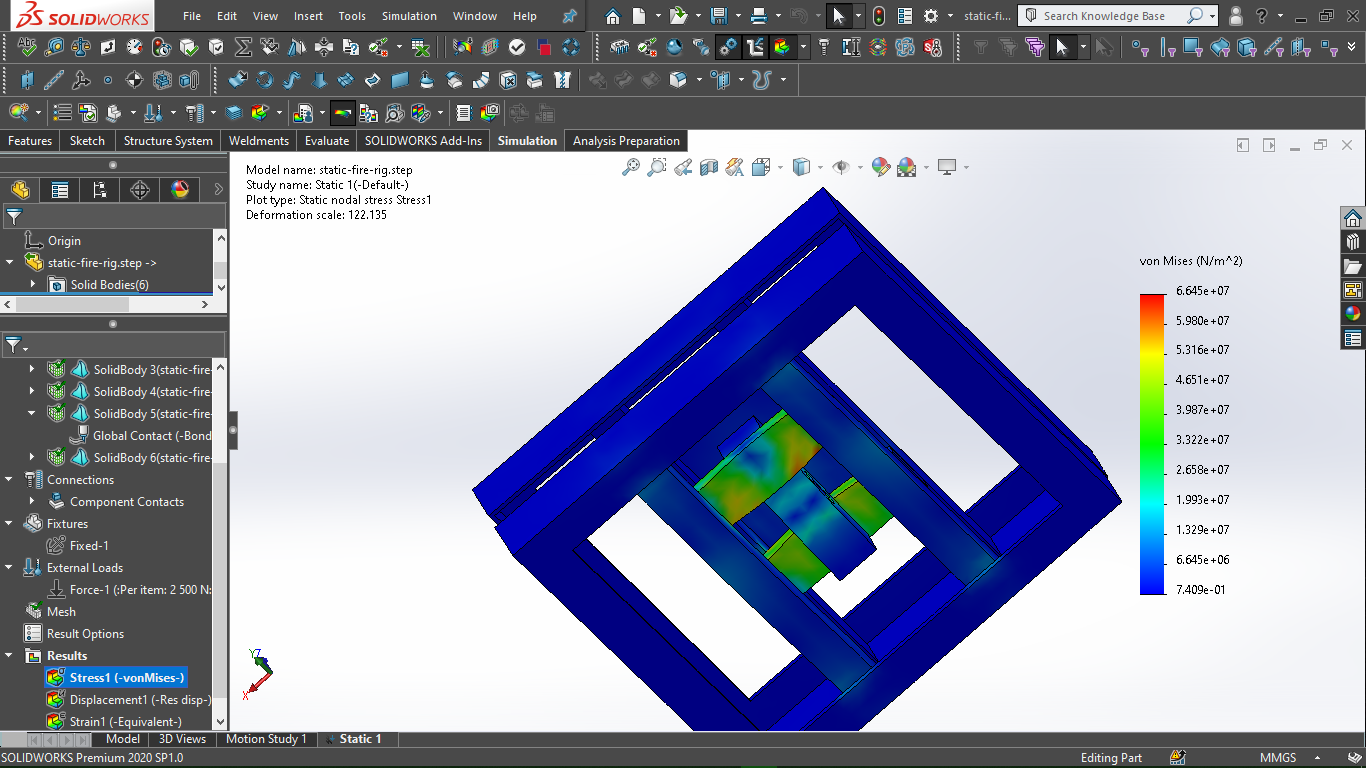 SOLIDWORKS
File Edit View Insert Tools Simulation Window Help
static-fi...
Search Knowledge Base
Features Sketch Structure System Weldments Evaluate SOLIDWORKS Add-Ins Simulation Analysis Preparation
Origin
static-fire-rig.step ->
Solid Bodies(6)
SolidBody 3(static-fire-
SolidBody 4(static-fire-
SolidBody 5(static-fire-
Global Contact (-Bond
SolidBody 6(static-fire-
Connections
Component Contacts
Fixtures
Fixed-1
External Loads
Force-1 (:Per item: 2 500 N:
Mesh
Result Options
Results
Stress1 (-vonMises-)
Displacement1 (-Res disp-)
Strain1 (-Equivalent-)
Model name: static-fire-rig.step
Study name: Static 1(-Default-)
Plot type: Static nodal stress Stress1
Deformation scale: 122.135
von Mises (N/m^2)
6.645e+07
5.980e+07
5.316e+07
4.651e+07
3.987e+07
3.322e+07
2.658e+07
1.993e+07
1.329e+07
6.645e+06
7.409e-01
Y Z
X
Model 3D Views Motion Study 1 Static 1
SOLIDWORKS Premium 2020 SP1.0
Editing Part
MMGS